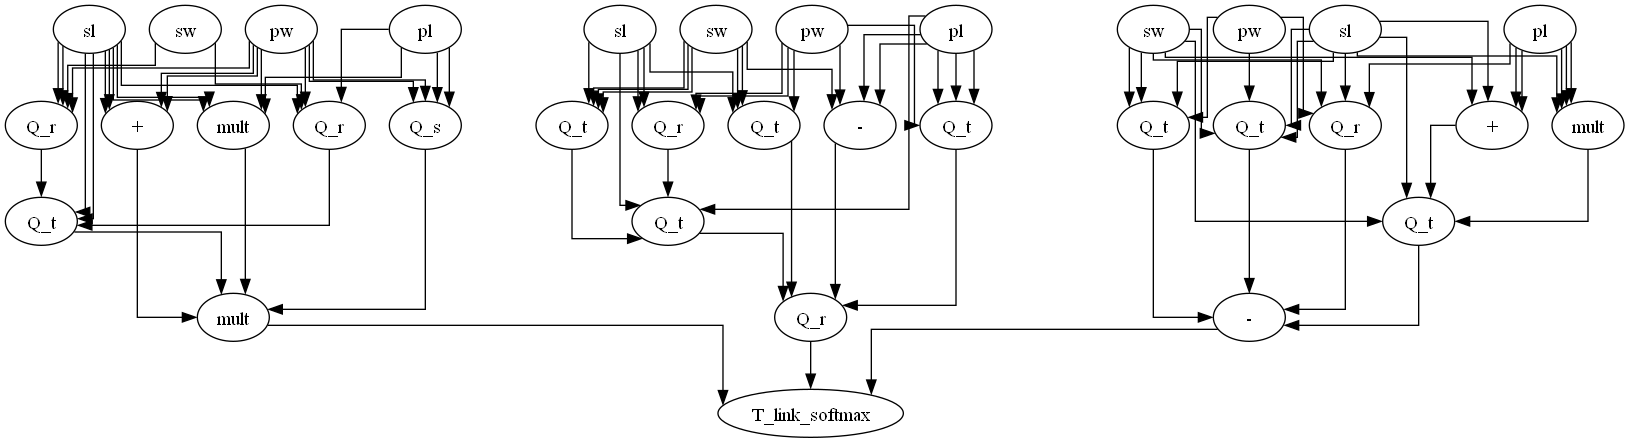 sl sw pw pl sl sw pw pl sw pw sl pl
Q_r + mult Q_r Q_s Q_t Q_r Q_t - Q_t Q_t Q_t Q_r + mult
Q_t Q_t Q_t
mult Q_r -
T_link_softmax